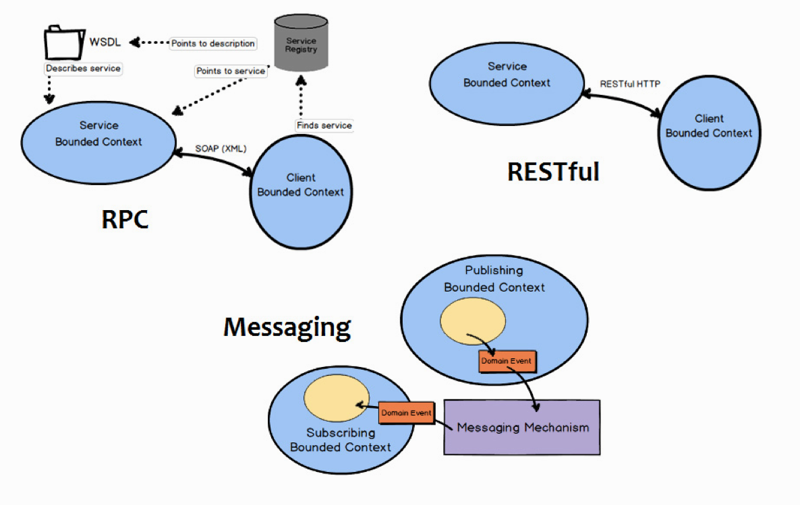 WSDL
Points to description
Service
Registry
Describes service
Points to service
Finds service
Service
Bounded Context
SOAP (XML)
Client
Bounded Context
RPC
Service
Bounded Context
RESTful HTTP
Client
Bounded Context
RESTful
Messaging
Publishing
Bounded Context
Domain Event
Domain Event
Subscribing
Bounded Context
Messaging Mechanism